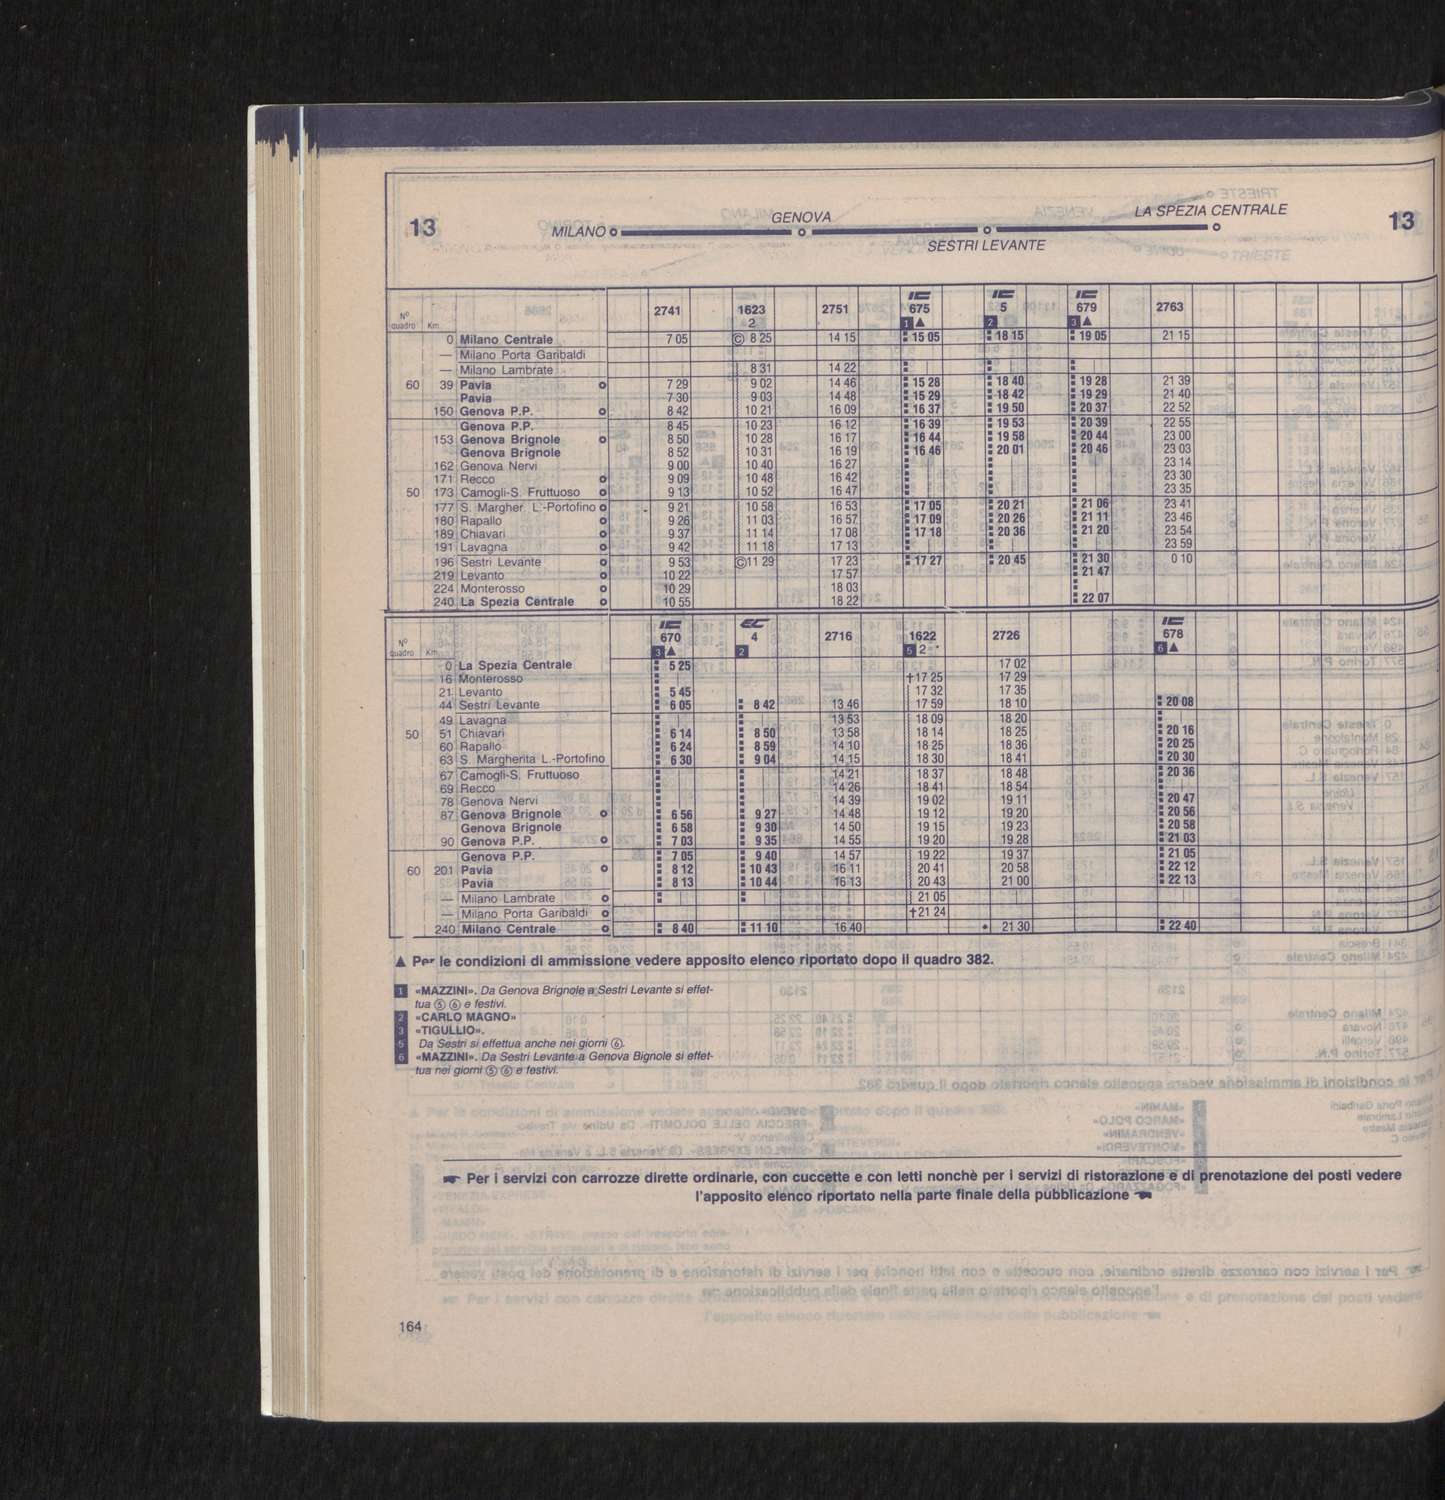 13 MILANO GENOVA SESTRI LEVANTE LA SPEZIA CENTRALE 13
Nº quadro Km. 2741 1623 2 2751 IC 675 1 ▲ IC 5 2 IC 679 3 ▲ 2763
0 Milano Centrale 7 05 © 8 25 14 15 15 05 18 15 19 05 21 15
— Milano Porta Garibaldi
— Milano Lambrate 8 31 14 22
60 39 Pavia 7 29 9 02 14 46 15 28 18 40 19 28 21 39
Pavia 7 30 9 03 14 48 15 29 18 42 19 29 21 40
150 Genova P.P. 8 42 10 21 16 09 16 37 19 50 20 37 22 52
Genova P.P. 8 45 10 23 16 12 16 39 19 53 20 39 22 55
153 Genova Brignole 8 50 10 28 16 17 16 44 19 58 20 44 23 00
Genova Brignole 8 52 10 31 16 19 16 46 20 01 20 46 23 03
162 Genova Nervi 9 00 10 40 16 27 23 14
171 Recco 9 09 10 48 16 42 23 30
50 173 Camogli-S. Fruttuoso 9 13 10 52 16 47 23 35
177 S. Margher. L.-Portofino 9 21 10 58 16 53 17 05 20 21 21 06 23 41
180 Rapallo 9 26 11 03 16 57 17 09 20 26 21 11 23 46
189 Chiavari 9 37 11 14 17 08 17 18 20 36 21 20 23 54
191 Lavagna 9 42 11 18 17 13 23 59
196 Sestri Levante 9 53 ©11 29 17 23 17 27 20 45 21 30 0 10
219 Levanto 10 22 17 57 21 47
224 Monterosso 10 29 18 03
240 La Spezia Centrale 10 55 18 22 22 07
Nº quadro Km. IC 670 3 ▲ EC 4 2 2716 1622 5 2 2726 IC 678 6 ▲
0 La Spezia Centrale 5 25 17 02
16 Monterosso †17 25 17 29
21 Levanto 5 45 17 32 17 35
44 Sestri Levante 6 05 8 42 13 46 17 59 18 10 20 08
49 Lavagna 13 53 18 09 18 20
50 51 Chiavari 6 14 8 50 13 58 18 14 18 25 20 16
60 Rapallo 6 24 8 59 14 10 18 25 18 36 20 25
63 S. Margherita L.-Portofino 6 30 9 04 14 15 18 30 18 41 20 30
67 Camogli-S. Fruttuoso 14 21 18 37 18 48 20 36
69 Recco 14 26 18 41 18 54
78 Genova Nervi 14 39 19 02 19 11 20 47
87 Genova Brignole 6 56 9 27 14 48 19 12 19 20 20 56
Genova Brignole 6 58 9 30 14 50 19 15 19 23 20 58
90 Genova P.P. 7 03 9 35 14 55 19 20 19 28 21 03
Genova P.P. 7 05 9 40 14 57 19 22 19 37 21 05
60 201 Pavia 8 12 10 43 16 11 20 41 20 58 22 12
Pavia 8 13 10 44 16 13 20 43 21 00 22 13
— Milano Lambrate 21 05
— Milano Porta Garibaldi †21 24
240 Milano Centrale 8 40 11 10 16 40 21 30 22 40
▲ Per le condizioni di ammissione vedere apposito elenco riportato dopo il quadro 382.
1 «MAZZINI». Da Genova Brignole a Sestri Levante si effet-
tua ⑤ ⑥ e festivi.
2 «CARLO MAGNO»
3 «TIGULLIO».
5 Da Sestri si effettua anche nei giorni ⑥.
6 «MAZZINI». Da Sestri Levante a Genova Bignole si effet-
tua nei giorni ⑤ ⑥ e festivi.
☛ Per i servizi con carrozze dirette ordinarie, con cuccette e con letti nonchè per i servizi di ristorazione e di prenotazione dei posti vedere
l'apposito elenco riportato nella parte finale della pubblicazione ☚
164